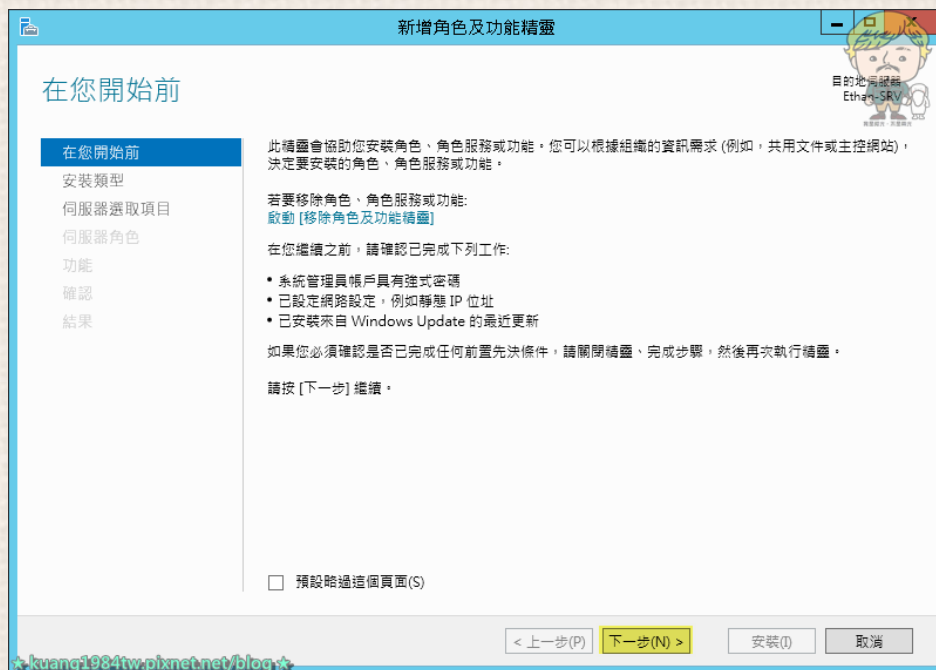 新增角色及功能精靈
在您開始前
目的地伺服器
Ethan-SRV
在您開始前
安裝類型
伺服器選取項目
伺服器角色
功能
確認
結果
此精靈會協助您安裝角色、角色服務或功能。您可以根據組織的資訊需求 (例如，共用文件或主控網站)，
決定要安裝的角色、角色服務或功能。
若要移除角色、角色服務或功能:
啟動 [移除角色及功能精靈]
在您繼續之前，請確認已完成下列工作:
• 系統管理員帳戶具有強式密碼
• 已設定網路設定，例如靜態 IP 位址
• 已安裝來自 Windows Update 的最近更新
如果您必須確認是否已完成任何前置先決條件，請關閉精靈、完成步驟，然後再次執行精靈。
請按 [下一步] 繼續。
預設略過這個頁面(S)
< 上一步(P)
下一步(N) >
安裝(I)
取消
★ kuang1984tw.pixnet.net/blog ★